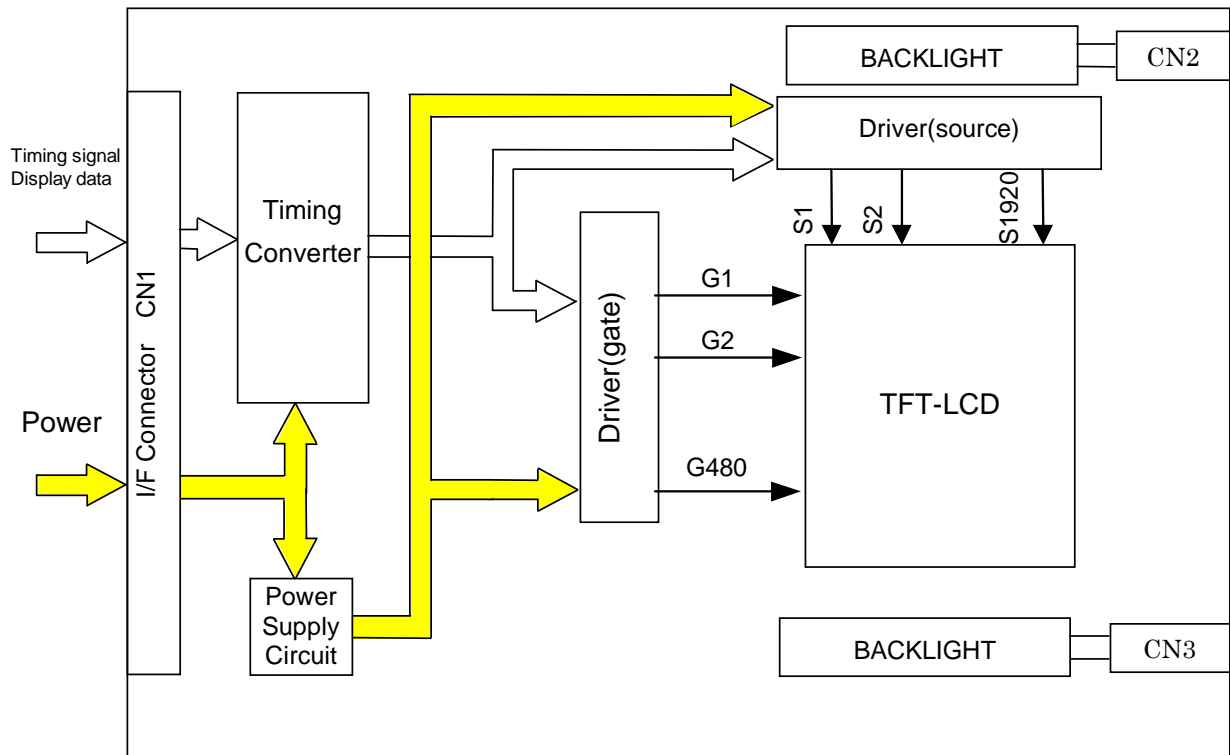 BACKLIGHT
CN2
Driver(source)
Timing signal
Display data
Timing
Converter
S1
S2
S1920
I/F Connector CN1
Driver(gate)
G1
G2
TFT-LCD
Power
G480
Power
Supply
Circuit
BACKLIGHT
CN3